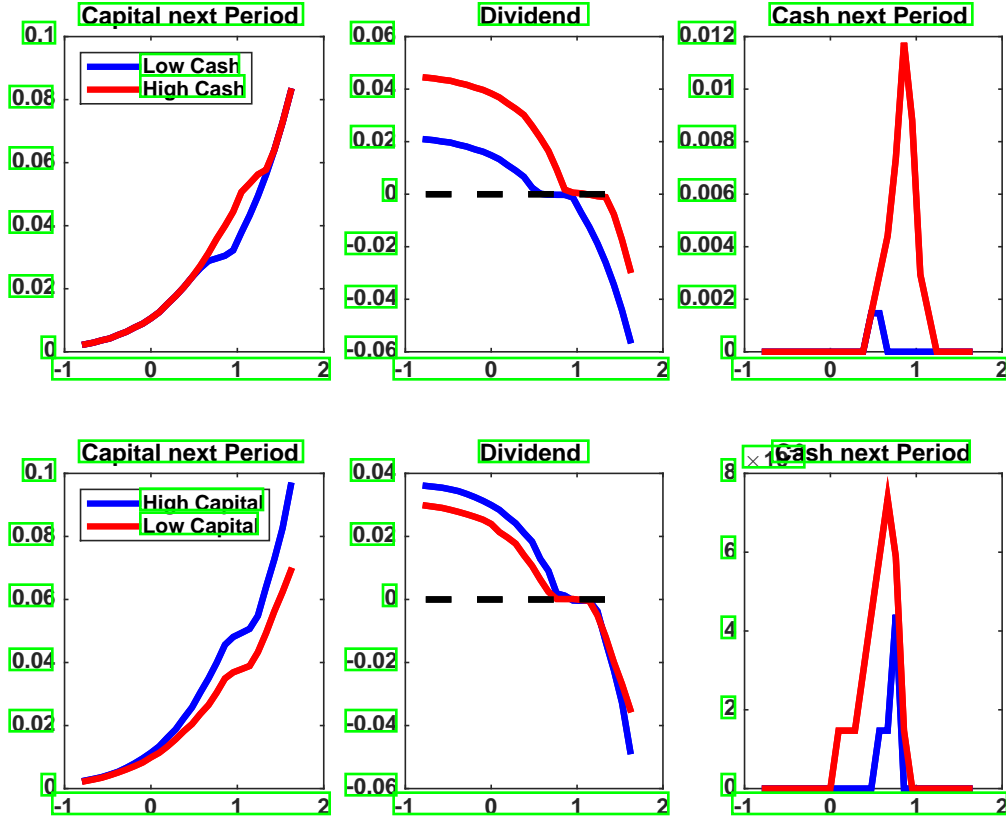 Capital next Period
Dividend
Cash next Period
0.1
0.08
0.06
0.04
0.02
0
Low Cash
High Cash
-1 0 1 2
0.06
0.04
0.02
0
-0.02
-0.04
-0.06
-1 0 1 2
0.012
0.01
0.008
0.006
0.004
0.002
0
-1 0 1 2
Capital next Period
Dividend
Cash next Period
0.1
0.08
0.06
0.04
0.02
0
High Capital
Low Capital
-1 0 1 2
0.04
0.02
0
-0.02
-0.04
-0.06
-1 0 1 2
8
6
4
2
0
-1 0 1 2